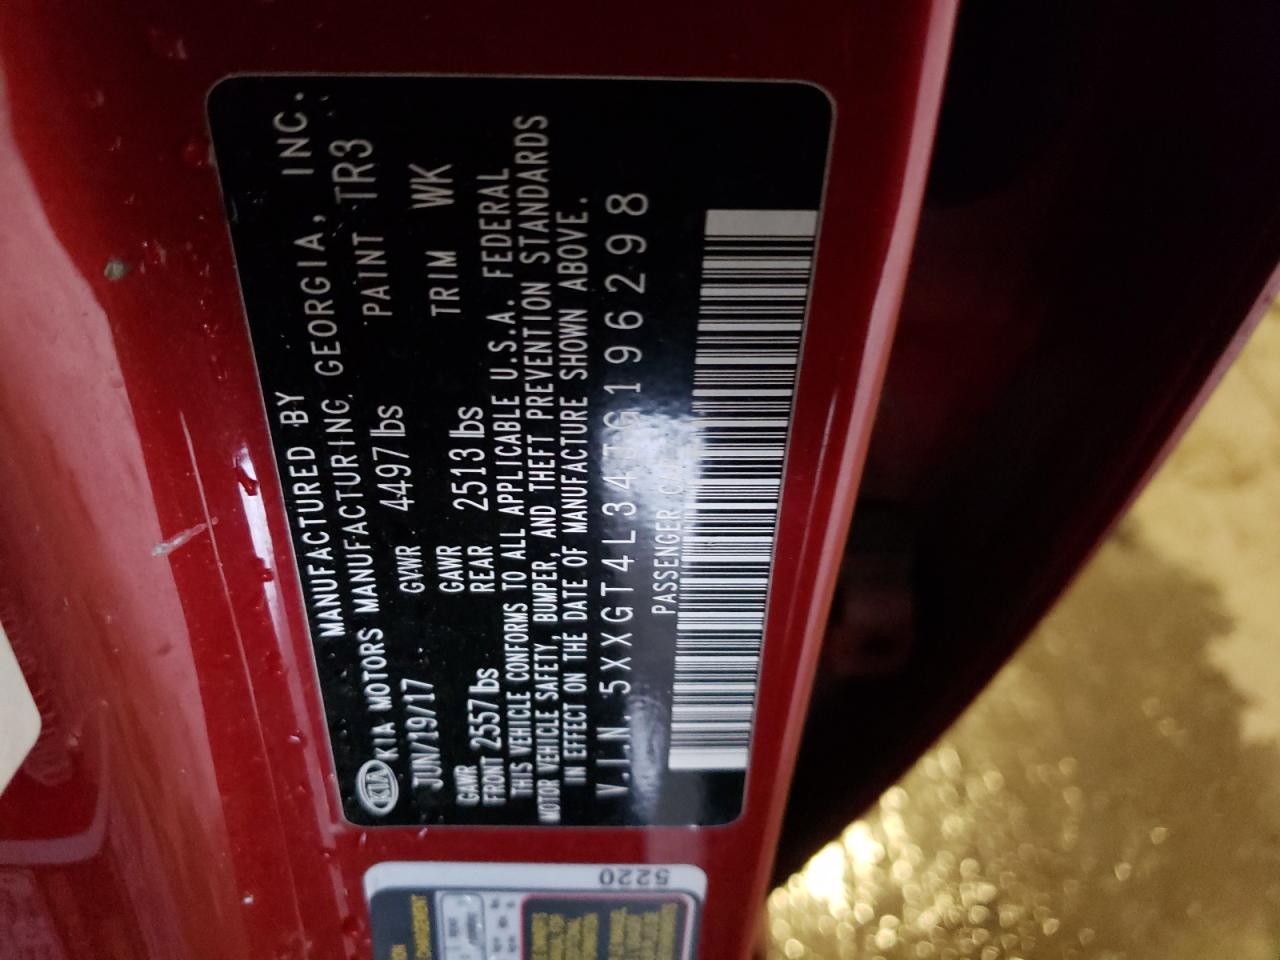 MANUFACTURED BY
KIA KIA MOTORS MANUFACTURING GEORGIA, INC.
JUN/19/17 GVWR 4497 lbs PAINT TR3
GAWR FRONT 2557 lbs GAWR REAR 2513 lbs TRIM WK
THIS VEHICLE CONFORMS TO ALL APPLICABLE U.S.A. FEDERAL
MOTOR VEHICLE SAFETY, BUMPER, AND THEFT PREVENTION STANDARDS
IN EFFECT ON THE DATE OF MANUFACTURE SHOWN ABOVE.
V.I.N.
PASSENGER CAR
5220